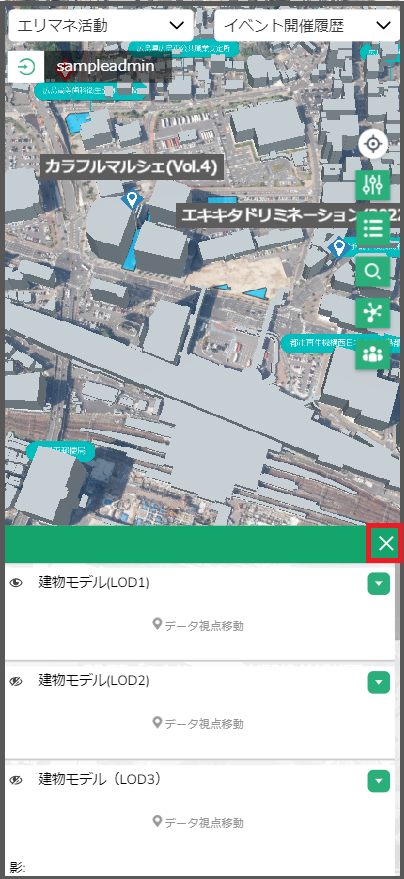 エリマネ活動
イベント開催履歴
sampleadmin
カラフルマルシェ(Vol.4)
エキキタドリミネーション
建物モデル(LOD1)
データ視点移動
建物モデル(LOD2)
データ視点移動
建物モデル（LOD3）
データ視点移動
影: